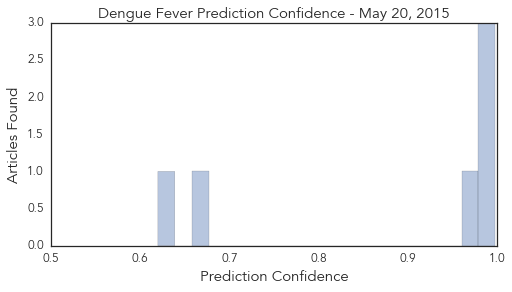 Dengue Fever Prediction Confidence - May 20, 2015
Articles Found
3.0
2.5
2.0
1.5
1.0
0.5
0.0
0.5 0.6 0.7 0.8 0.9 1.0
Prediction Confidence